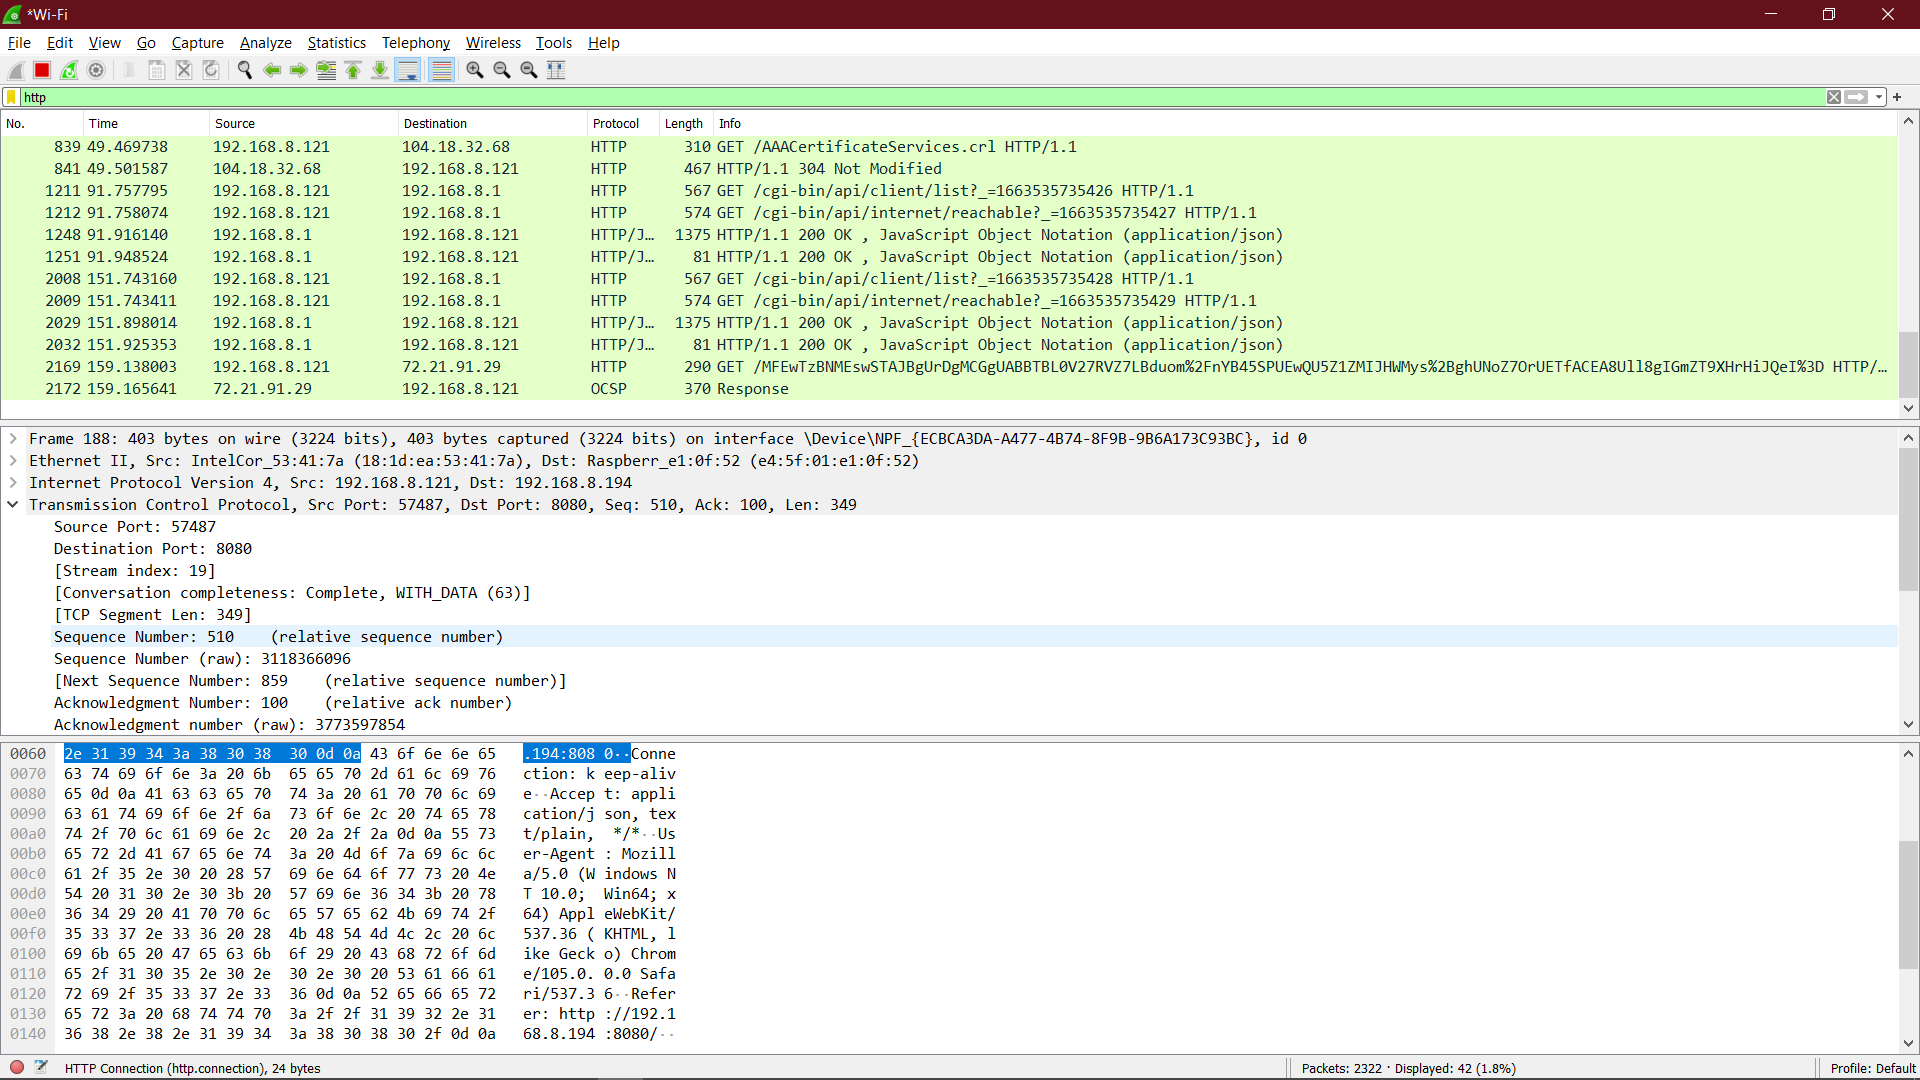 *Wi-Fi
File Edit View Go Capture Analyze Statistics Telephony Wireless Tools Help
http
No. Time Source Destination Protocol Length Info
839 49.469738 192.168.8.121 104.18.32.68 HTTP 310 GET /AAACertificateServices.crl HTTP/1.1
841 49.501587 104.18.32.68 192.168.8.121 HTTP 467 HTTP/1.1 304 Not Modified
1211 91.757795 192.168.8.121 192.168.8.1 HTTP 567 GET /cgi-bin/api/client/list?_=1663535735426 HTTP/1.1
1212 91.758074 192.168.8.121 192.168.8.1 HTTP 574 GET /cgi-bin/api/internet/reachable?_=1663535735427 HTTP/1.1
1248 91.916140 192.168.8.1 192.168.8.121 HTTP/J… 1375 HTTP/1.1 200 OK , JavaScript Object Notation (application/json)
1251 91.948524 192.168.8.1 192.168.8.121 HTTP/J… 81 HTTP/1.1 200 OK , JavaScript Object Notation (application/json)
2008 151.743160 192.168.8.121 192.168.8.1 HTTP 567 GET /cgi-bin/api/client/list?_=1663535735428 HTTP/1.1
2009 151.743411 192.168.8.121 192.168.8.1 HTTP 574 GET /cgi-bin/api/internet/reachable?_=1663535735429 HTTP/1.1
2029 151.898014 192.168.8.1 192.168.8.121 HTTP/J… 1375 HTTP/1.1 200 OK , JavaScript Object Notation (application/json)
2032 151.925353 192.168.8.1 192.168.8.121 HTTP/J… 81 HTTP/1.1 200 OK , JavaScript Object Notation (application/json)
2169 159.138003 192.168.8.121 72.21.91.29 HTTP 290 GET /MFEwTzBNMEswSTAJBgUrDgMCGgUABBTBL0V27RVZ7LBduom%2FnYB45SPUEwQU5Z1ZMIJHWMys%2BghUNoZ7OrUETfACEA8Ull8gIGmZT9XHrHiJQeI%3D HTTP/…
2172 159.165641 72.21.91.29 192.168.8.121 OCSP 370 Response
Frame 188: 403 bytes on wire (3224 bits), 403 bytes captured (3224 bits) on interface \Device\NPF_{ECBCA3DA-A477-4B74-8F9B-9B6A173C93BC}, id 0
Ethernet II, Src: IntelCor_53:41:7a (18:1d:ea:53:41:7a), Dst: Raspberr_e1:0f:52 (e4:5f:01:e1:0f:52)
Internet Protocol Version 4, Src: 192.168.8.121, Dst: 192.168.8.194
Transmission Control Protocol, Src Port: 57487, Dst Port: 8080, Seq: 510, Ack: 100, Len: 349
Source Port: 57487
Destination Port: 8080
[Stream index: 19]
[Conversation completeness: Complete, WITH_DATA (63)]
[TCP Segment Len: 349]
Sequence Number: 510 (relative sequence number)
Sequence Number (raw): 3118366096
[Next Sequence Number: 859 (relative sequence number)]
Acknowledgment Number: 100 (relative ack number)
Acknowledgment number (raw): 3773597854
0060 2e 31 39 34 3a 38 30 38 30 0d 0a 43 6f 6e 6e 65 .194:808 0··Conne
0070 63 74 69 6f 6e 3a 20 6b 65 65 70 2d 61 6c 69 76 ction: k eep-aliv
0080 65 0d 0a 41 63 63 65 70 74 3a 20 61 70 70 6c 69 e··Accep t: appli
0090 63 61 74 69 6f 6e 2f 6a 73 6f 6e 2c 20 74 65 78 cation/j son, tex
00a0 74 2f 70 6c 61 69 6e 2c 20 2a 2f 2a 0d 0a 55 73 t/plain, */*··Us
00b0 65 72 2d 41 67 65 6e 74 3a 20 4d 6f 7a 69 6c 6c er-Agent : Mozill
00c0 61 2f 35 2e 30 20 28 57 69 6e 64 6f 77 73 20 4e a/5.0 (W indows N
00d0 54 20 31 30 2e 30 3b 20 57 69 6e 36 34 3b 20 78 T 10.0; Win64; x
00e0 36 34 29 20 41 70 70 6c 65 57 65 62 4b 69 74 2f 64) Appl eWebKit/
00f0 35 33 37 2e 33 36 20 28 4b 48 54 4d 4c 2c 20 6c 537.36 ( KHTML, l
0100 69 6b 65 20 47 65 63 6b 6f 29 20 43 68 72 6f 6d ike Geck o) Chrom
0110 65 2f 31 30 35 2e 30 2e 30 2e 30 20 53 61 66 61 e/105.0. 0.0 Safa
0120 72 69 2f 35 33 37 2e 33 36 0d 0a 52 65 66 65 72 ri/537.3 6··Refer
0130 65 72 3a 20 68 74 74 70 3a 2f 2f 31 39 32 2e 31 er: http ://192.1
0140 36 38 2e 38 2e 31 39 34 3a 38 30 38 30 2f 0d 0a 68.8.194 :8080/··
HTTP Connection (http.connection), 24 bytes Packets: 2322 · Displayed: 42 (1.8%) Profile: Default